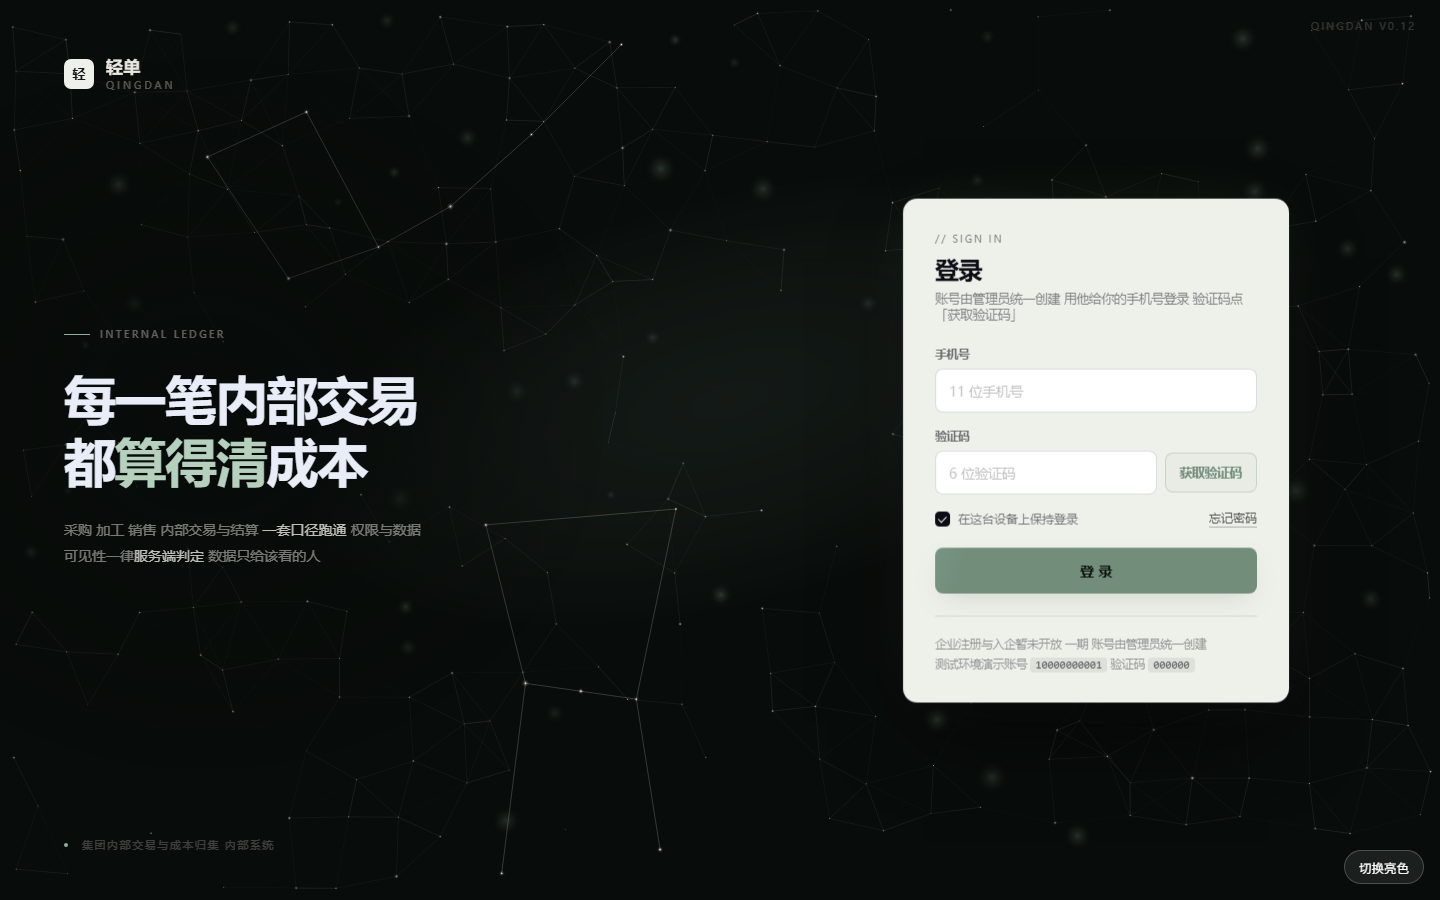 QINGDAN V0.12
轻
轻单
QINGDAN
INTERNAL LEDGER
每一笔内部交易
都算得清成本
采购 加工 销售 内部交易与结算 一套口径跑通 权限与数据
可见性一律服务端判定 数据只给该看的人
集团内部交易与成本归集 内部系统
// SIGN IN
登录
账号由管理员统一创建 用他给你的手机号登录 验证码点
「获取验证码」
手机号
11 位手机号
验证码
6 位验证码
获取验证码
在这台设备上保持登录
忘记密码
登 录
企业注册与入企暂未开放 一期 账号由管理员统一创建
测试环境演示账号 10000000001 验证码 000000
切换亮色